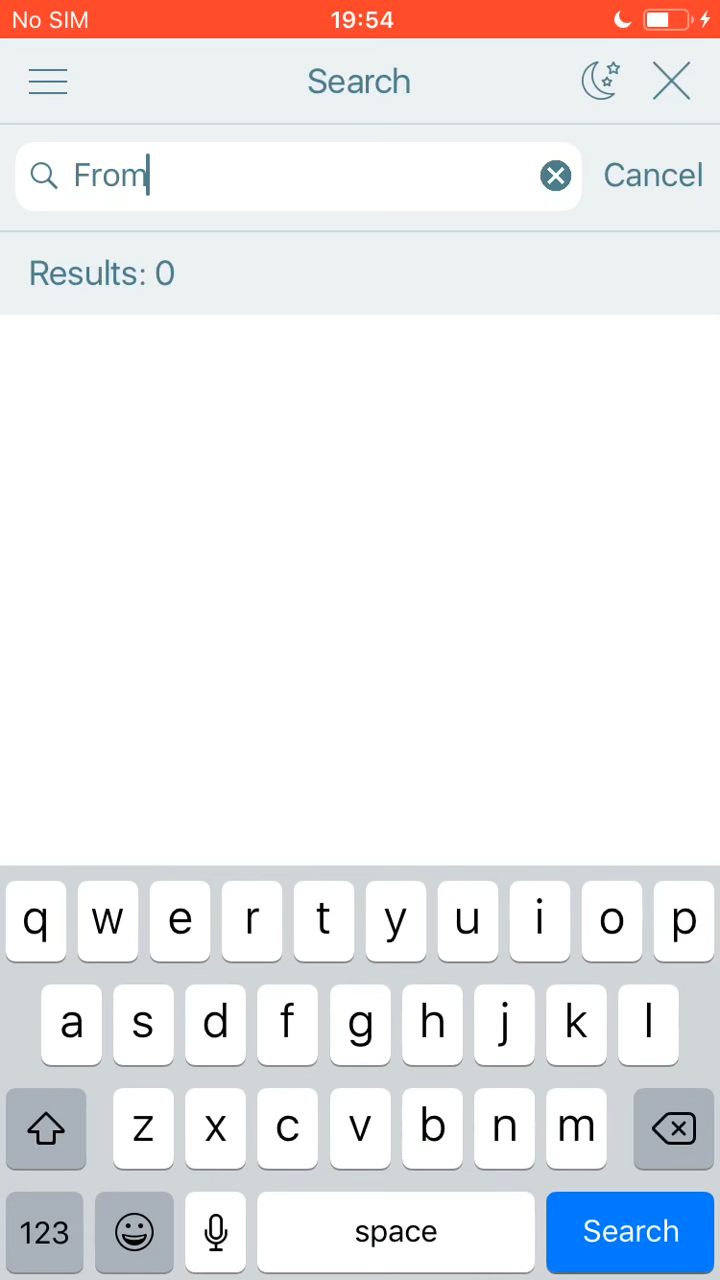 No SIM 19:54
Search
From Cancel
Results: 0
q w e r t y u i o p
a s d f g h j k l
z x c v b n m
123 space Search